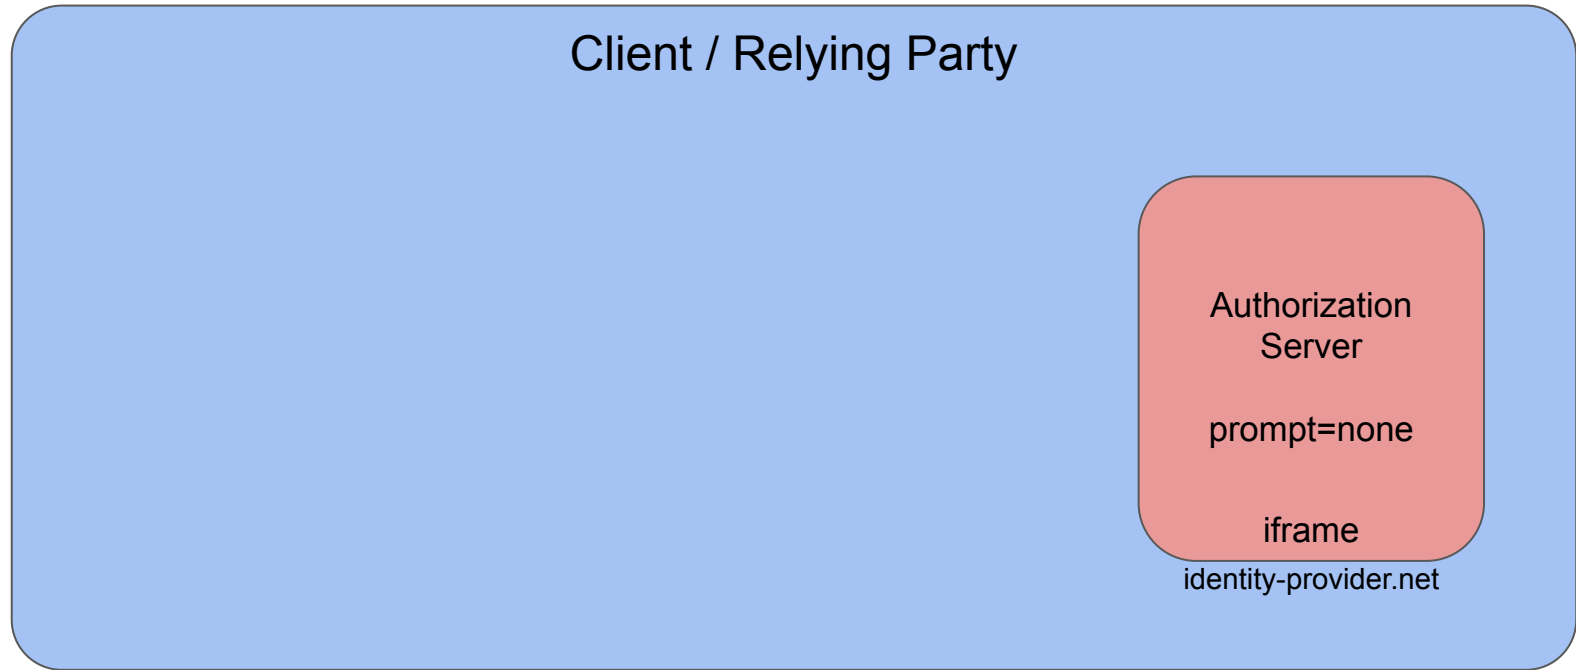 Client / Relying Party
Authorization
Server
prompt=none
iframe
identity-provider.net